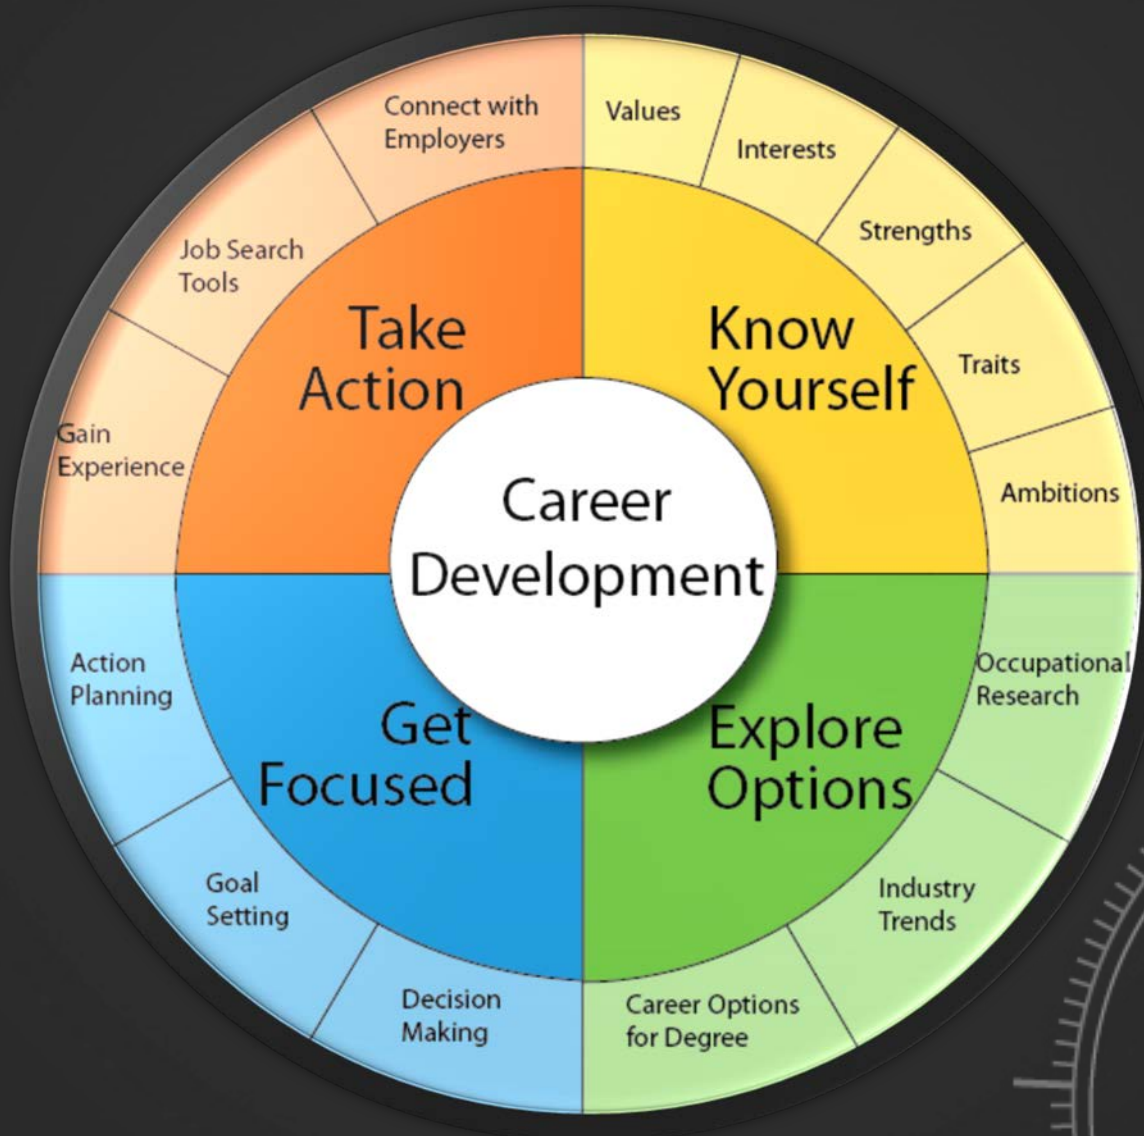 Career
Development
Know
Yourself
Values
Interests
Strengths
Traits
Ambitions
Explore
Options
Occupational
Research
Industry
Trends
Career Options
for Degree
Get
Focused
Decision
Making
Goal
Setting
Action
Planning
Take
Action
Gain
Experience
Job Search
Tools
Connect with
Employers